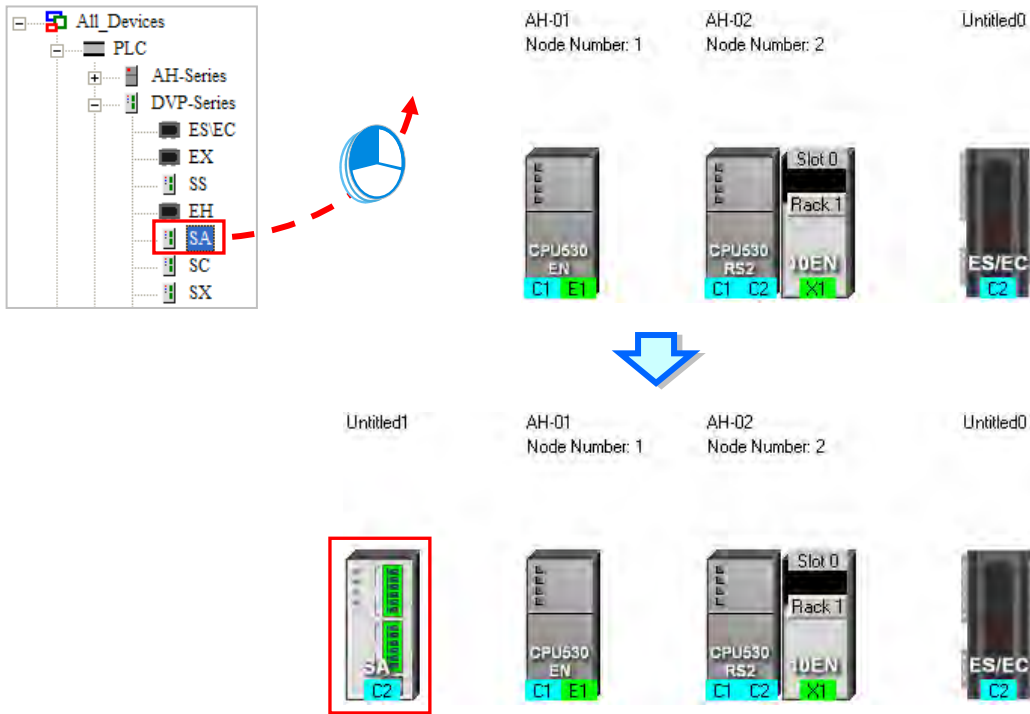 All_Devices
PLC
AH-Series
DVP-Series
ES\EC
EX
SS
EH
SA
SC
SX
AH-01
Node Number: 1
AH-02
Node Number: 2
Untitled0
CPU530
EN
C1 E1
Slot 0
Rack 1
CPU530
RS2
10EN
C1 C2
X1
ES/EC
C2
Untitled1
AH-01
Node Number: 1
AH-02
Node Number: 2
Untitled0
SA
C2
CPU530
EN
C1 E1
Slot 0
Rack 1
CPU530
RS2
10EN
C1 C2
X1
ES/EC
C2